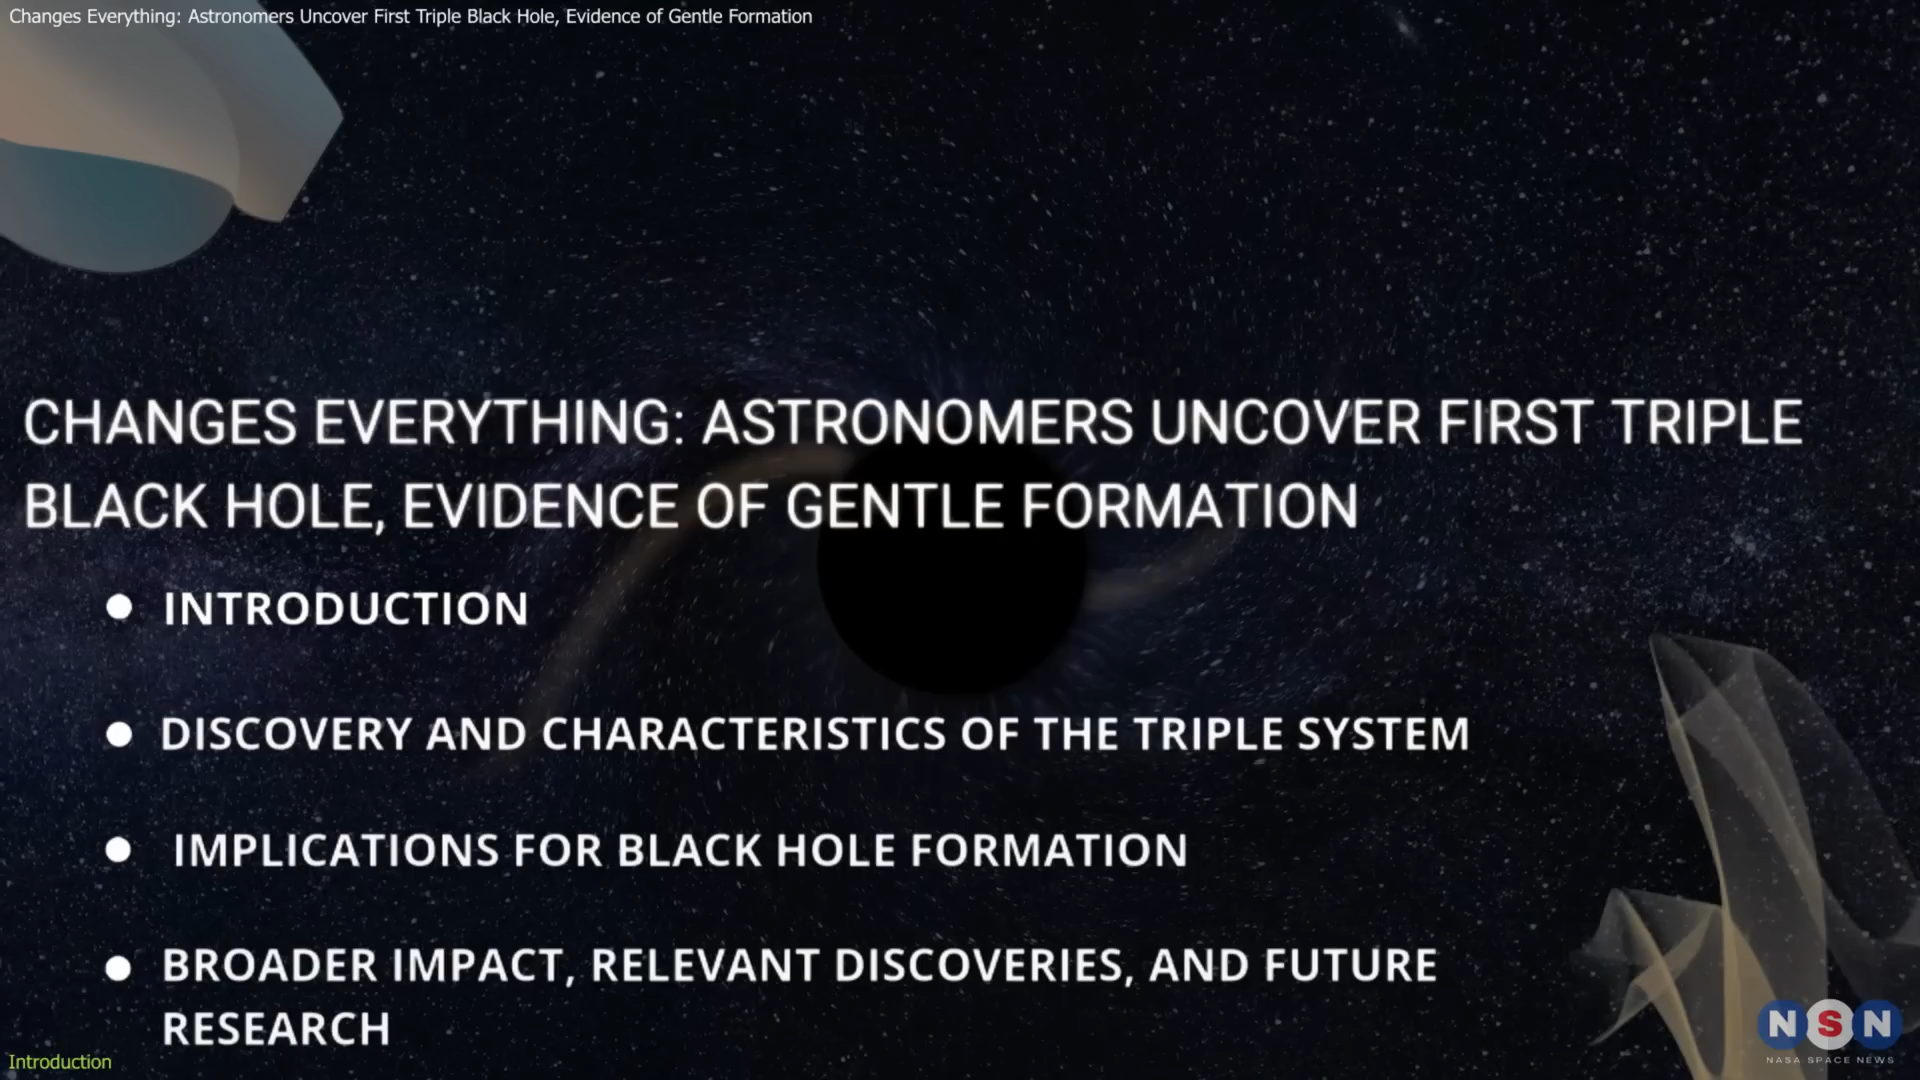 Changes Everything: Astronomers Uncover First Triple Black Hole, Evidence of Gentle Formation
CHANGES EVERYTHING: ASTRONOMERS UNCOVER FIRST TRIPLE
BLACK HOLE, EVIDENCE OF GENTLE FORMATION
● INTRODUCTION
● DISCOVERY AND CHARACTERISTICS OF THE TRIPLE SYSTEM
● IMPLICATIONS FOR BLACK HOLE FORMATION
● BROADER IMPACT, RELEVANT DISCOVERIES, AND FUTURE
RESEARCH
NSN
NASA SPACE NEWS
Introduction